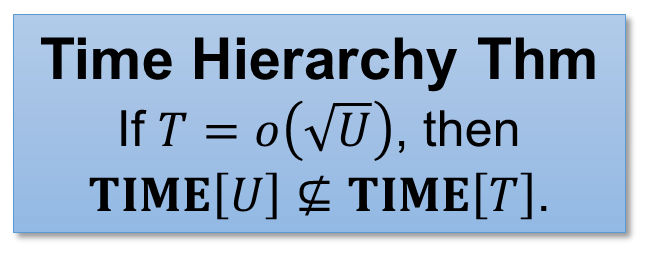 Time Hierarchy Thm
If 𝑇 = 𝑜(√𝑈), then
𝐓𝐈𝐌𝐄[𝑈] ⊈ 𝐓𝐈𝐌𝐄[𝑇].